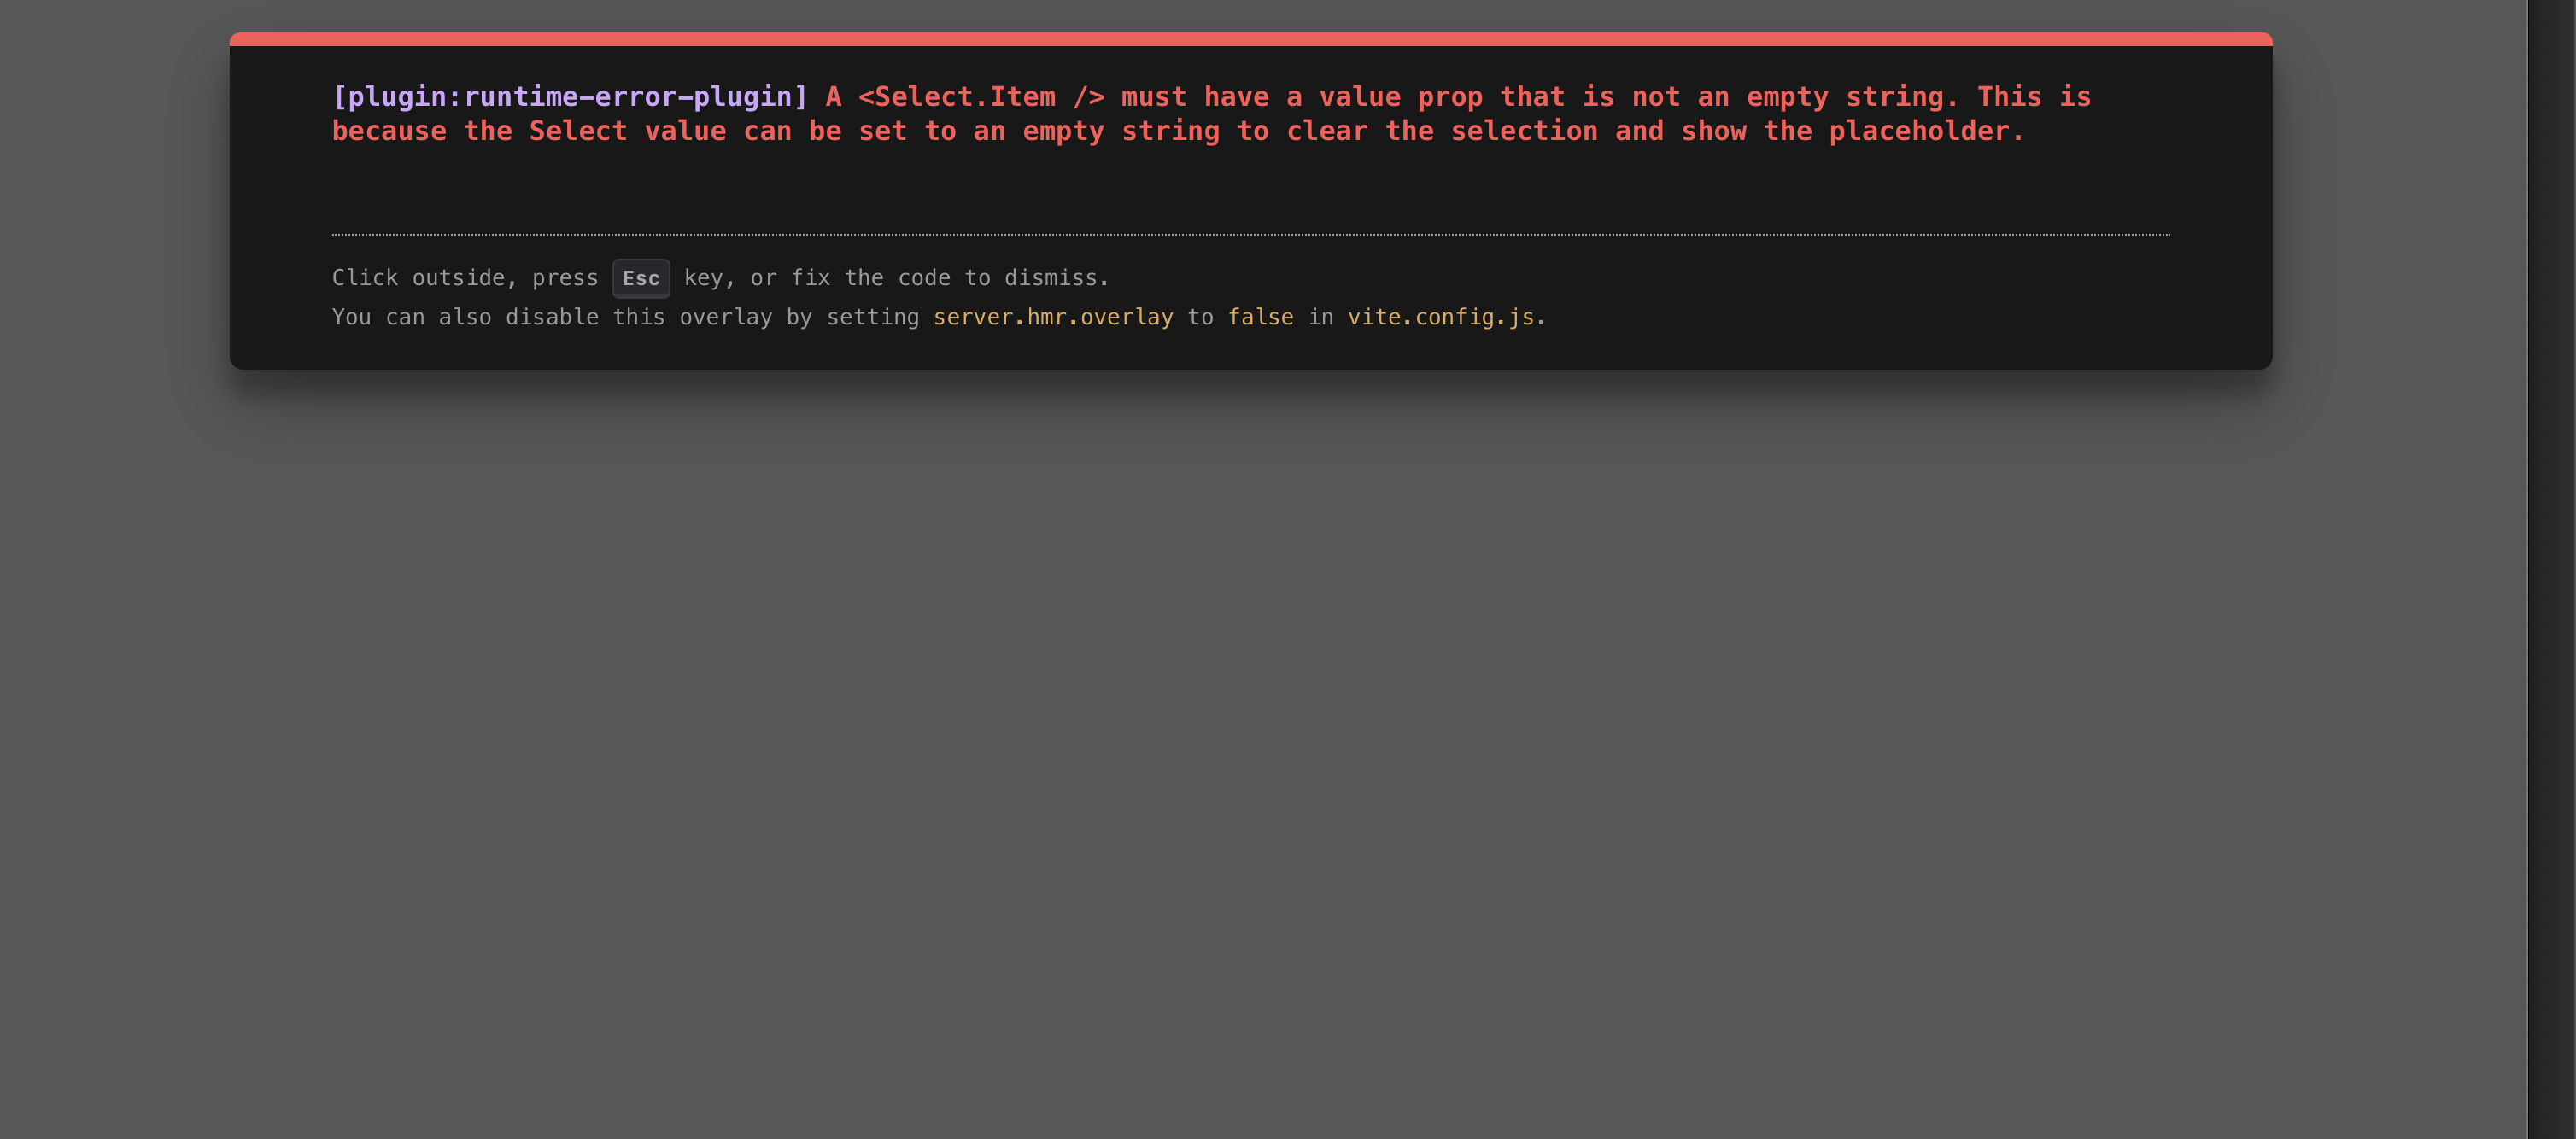 [plugin:runtime-error-plugin] A <Select.Item /> must have a value prop that is not an empty string. This is
because the Select value can be set to an empty string to clear the selection and show the placeholder.
Click outside, press Esc key, or fix the code to dismiss.
You can also disable this overlay by setting server.hmr.overlay to false in vite.config.js.